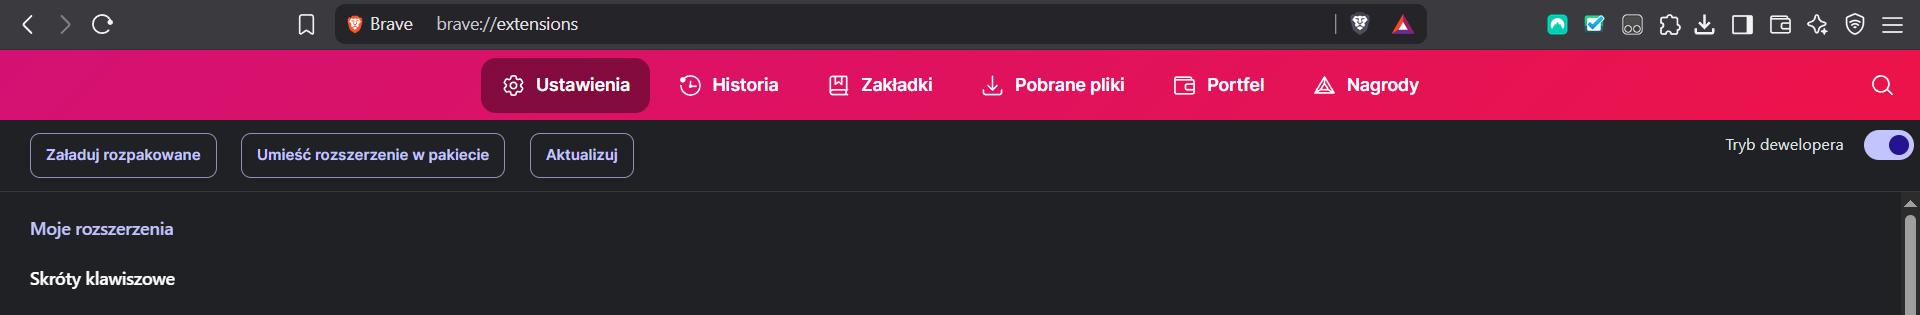 Brave brave://extensions
Ustawienia Historia Zakładki Pobrane pliki Portfel Nagrody
Załaduj rozpakowane Umieść rozszerzenie w pakiecie Aktualizuj Tryb dewelopera
Moje rozszerzenia
Skróty klawiszowe